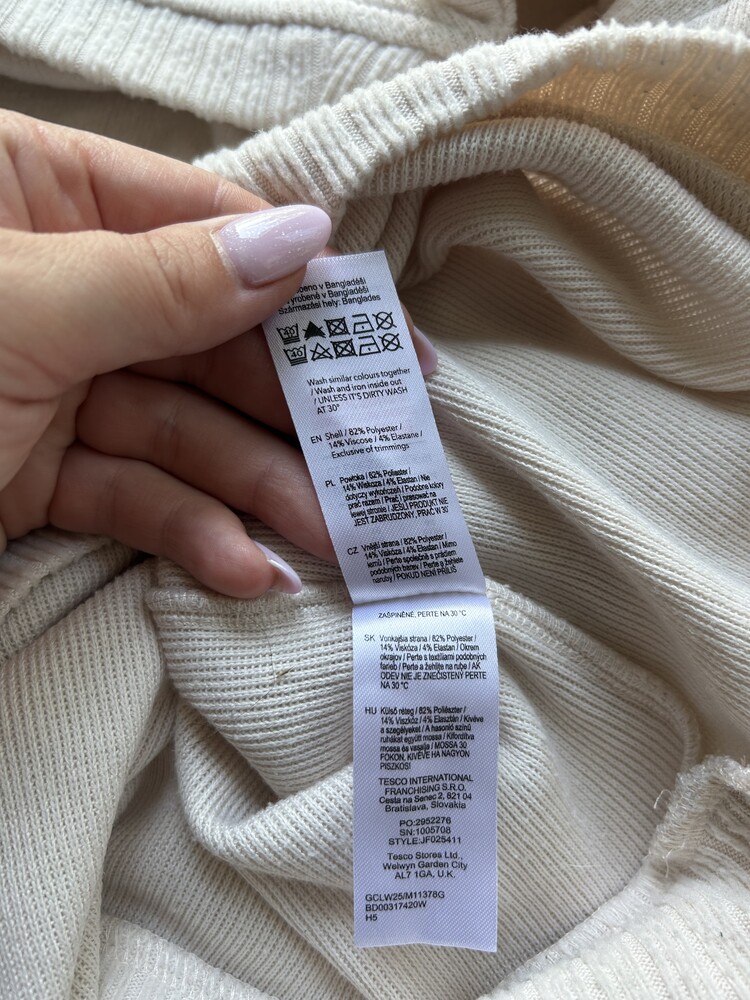 v Bangladéši
Vyrobené v Bangladéši
Származási hely: Banglades
40
40
Wash similar colours together
/ Wash and iron inside out
/ UNLESS IT'S DIRTY WASH
AT 30°
EN Shell / 82% Polyester /
14% Viscose / 4% Elastane /
Exclusive of trimmings
PL Powłoka / 82% Poliester /
14% Wiskoza / 4% Elastan / Nie
dotyczy wykończeń / Podobne kolory
prać razem / Prać i prasować na
lewej stronie / JEŚLI PRODUKT NIE
JEST ZABRUDZONY, PRAĆ W 30°
CZ Vnější strana / 82% Polyester /
14% Viskóza / 4% Elastan / Mimo
lemů / Perte společně s prádlem
podobných barev / Perte a žehlete
naruby / POKUD NENÍ PŘÍLIŠ
ZAŠPINĚNÉ, PERTE NA 30 °C
SK Vonkajšia strana / 82% Polyester /
14% Viskóza / 4% Elastan / Okrem
okrajov / Perte s textíliami podobných
farieb / Perte a žehlite na rube / AK
ODEV NIE JE ZNEČISTENÝ PERTE
NA 30 °C
HU Külső réteg / 82% Poliészter /
14% Viszkóz / 4% Elasztán / Kivéve
a szegélyeket / A hasonló színű
ruhákat együtt mossa / Kifordítva
mossa és vasalja / MOSSA 30
FOKON, KIVÉVE HA NAGYON
PISZKOS!
TESCO INTERNATIONAL
FRANCHISING S.R.O.
Cesta na Senec 2, 821 04
Bratislava, Slovakia
PO:2952276
SN:1005708
STYLE:JF025411
Tesco Stores Ltd.,
Welwyn Garden City
AL7 1GA, U.K.
GCLW25/M11378G
BD00317420W
H5